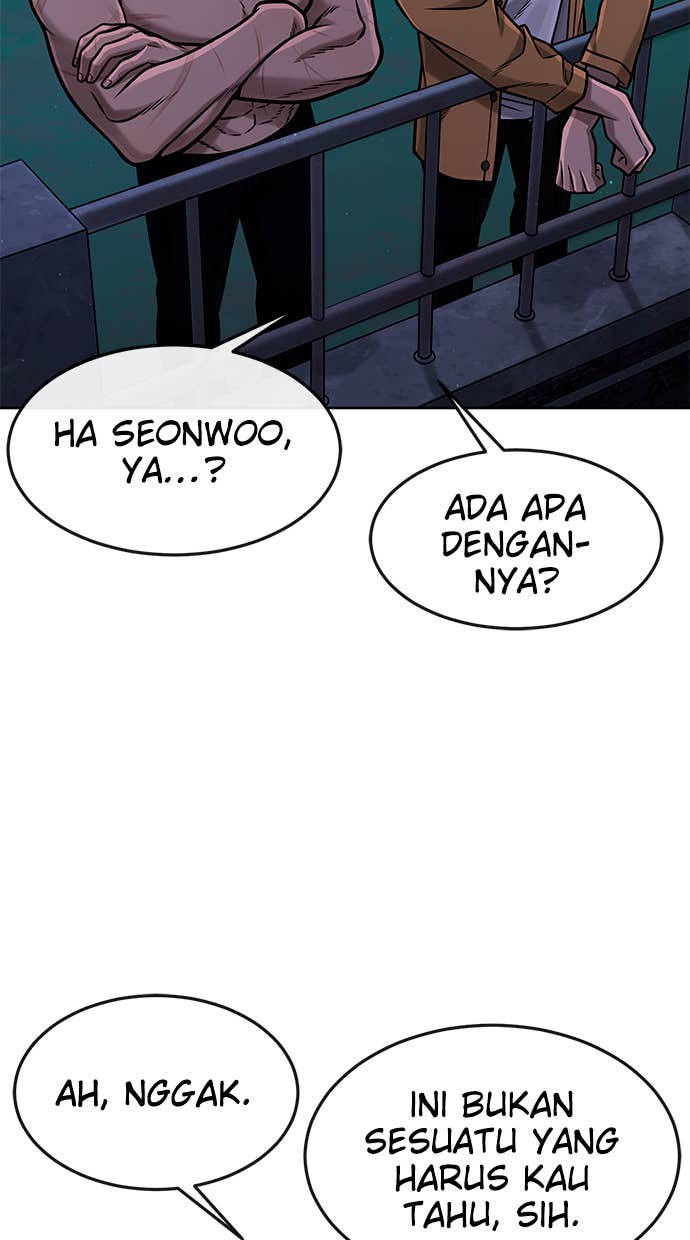 HA SEONWOO,
YA...?
ADA APA
DENGAN-
NYA?
AH, NGGAK.
INI BUKAN
SESUATU YANG
HARUS KAU
TAHU, SIH.